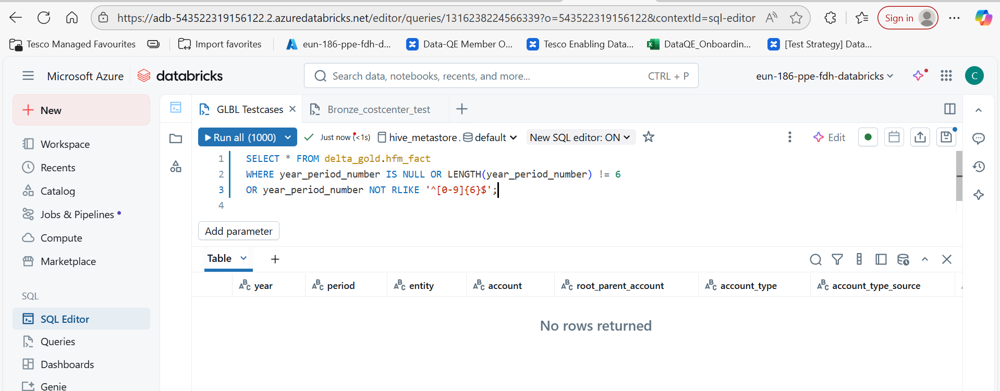 https://adb-543522319156122.2.azuredatabricks.net/editor/queries/1316238224566339?o=543522319156122&contextId=sql-editor
Sign in
Tesco Managed Favourites
Import favorites
eun-186-ppe-fdh-d...
Data-QE Member O...
Tesco Enabling Data...
DataQE_Onboardin...
[Test Strategy] Data...
Microsoft Azure
databricks
Search data, notebooks, recents, and more...
CTRL + P
eun-186-ppe-fdh-databricks
C
New
GLBL Testcases
Bronze_costcenter_test
Run all (1000)
Just now (<1s)
hive_metastore.
default
New SQL editor: ON
Edit
Workspace
Recents
Catalog
Jobs & Pipelines
Compute
Marketplace
SQL
SQL Editor
Queries
Dashboards
Genie
1 SELECT * FROM delta_gold.hfm_fact
2 WHERE year_period_number IS NULL OR LENGTH(year_period_number) != 6
3 OR year_period_number NOT RLIKE '^[0-9]{6}$';
4
Add parameter
Table
year
period
entity
account
root_parent_account
account_type
account_type_source
No rows returned